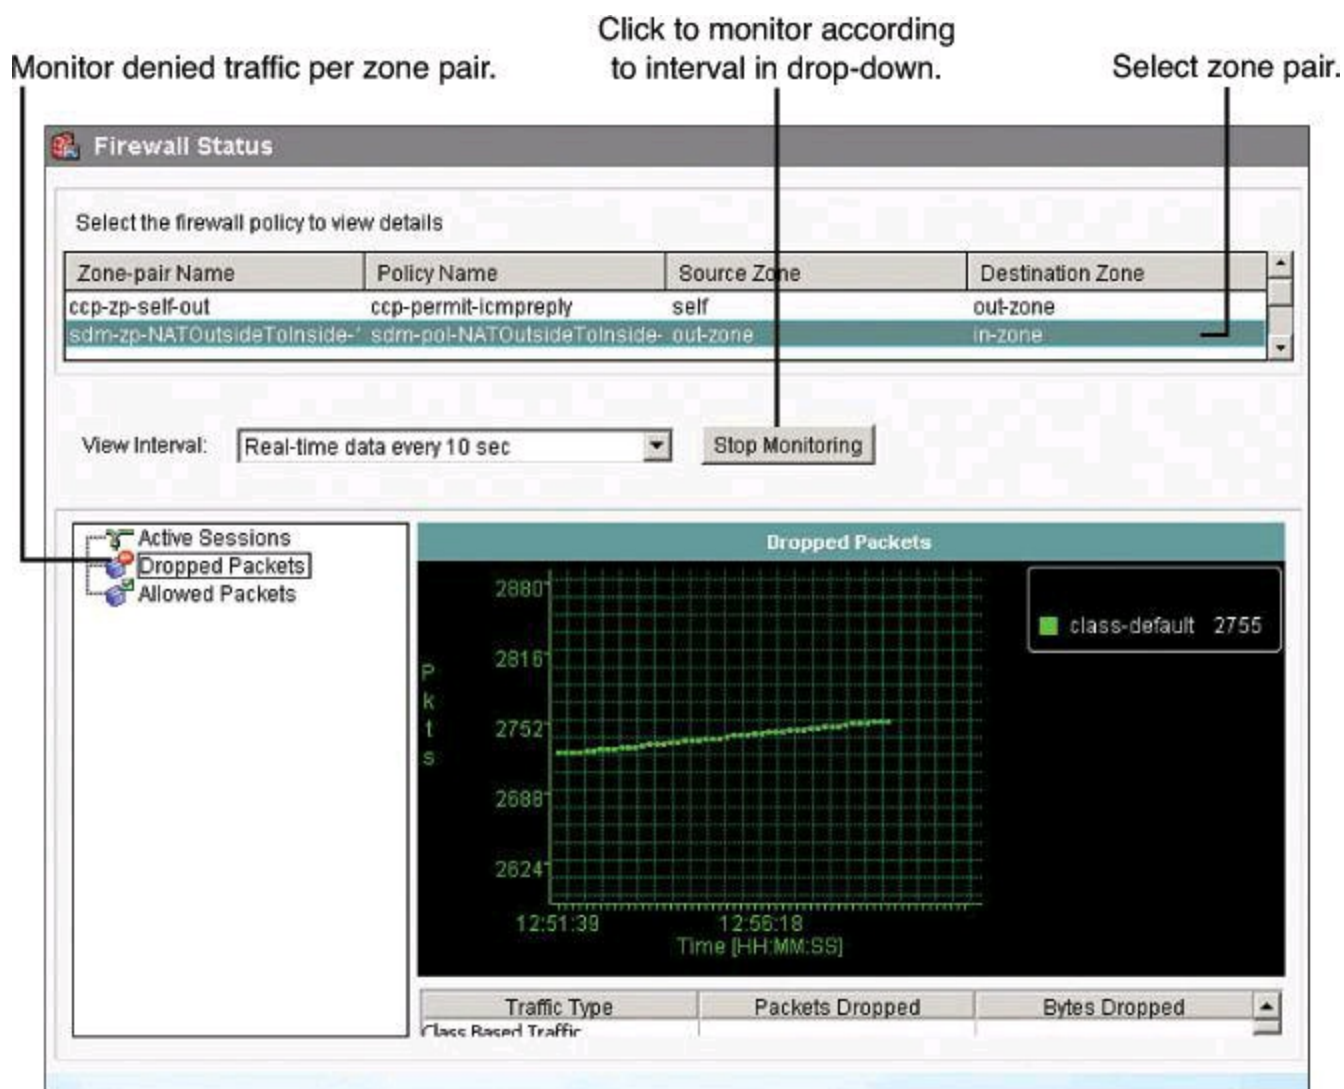 Click to monitor according
to interval in drop-down.
Monitor denied traffic per zone pair.
Select zone pair.
Firewall Status
Select the firewall policy to view details
Zone-pair Name Policy Name Source Zone Destination Zone
ccp-zp-self-out ccp-permit-icmpreply self out-zone
sdm-zp-NATOutsideToInside-' sdm-pol-NATOutsideToInside- out-zone in-zone
View Interval: Real-time data every 10 sec Stop Monitoring
Active Sessions
Dropped Packets
Allowed Packets
Dropped Packets
class-default 2755
Pkts
2880
2816
2752
2688
2624
12:51:39 12:56:18
Time [HH:MM:SS]
Traffic Type Packets Dropped Bytes Dropped
Class Based Traffic